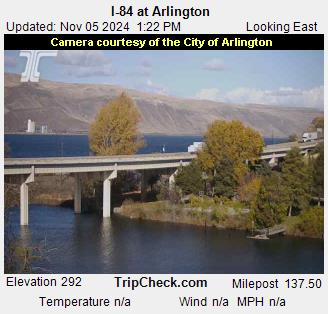 I-84 at Arlington
Updated: Nov 05 2024 1:22 PM Looking East
Camera courtesy of the City of Arlington
Elevation 292 TripCheck.com Milepost 137.50
Temperature n/a Wind n/a MPH n/a